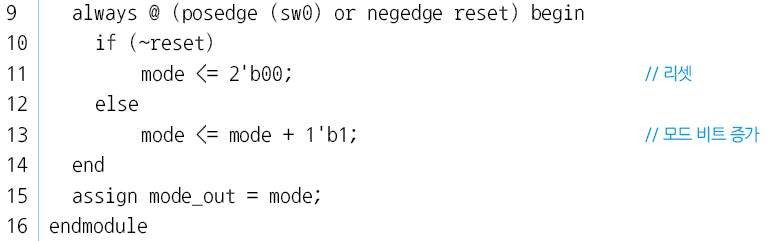 9 always @ (posedge (sw0) or negedge reset) begin
10 if (~reset)
11 mode <= 2'b00; // 리셋
12 else
13 mode <= mode + 1'b1; // 모드 비트 증가
14 end
15 assign mode_out = mode;
16 endmodule